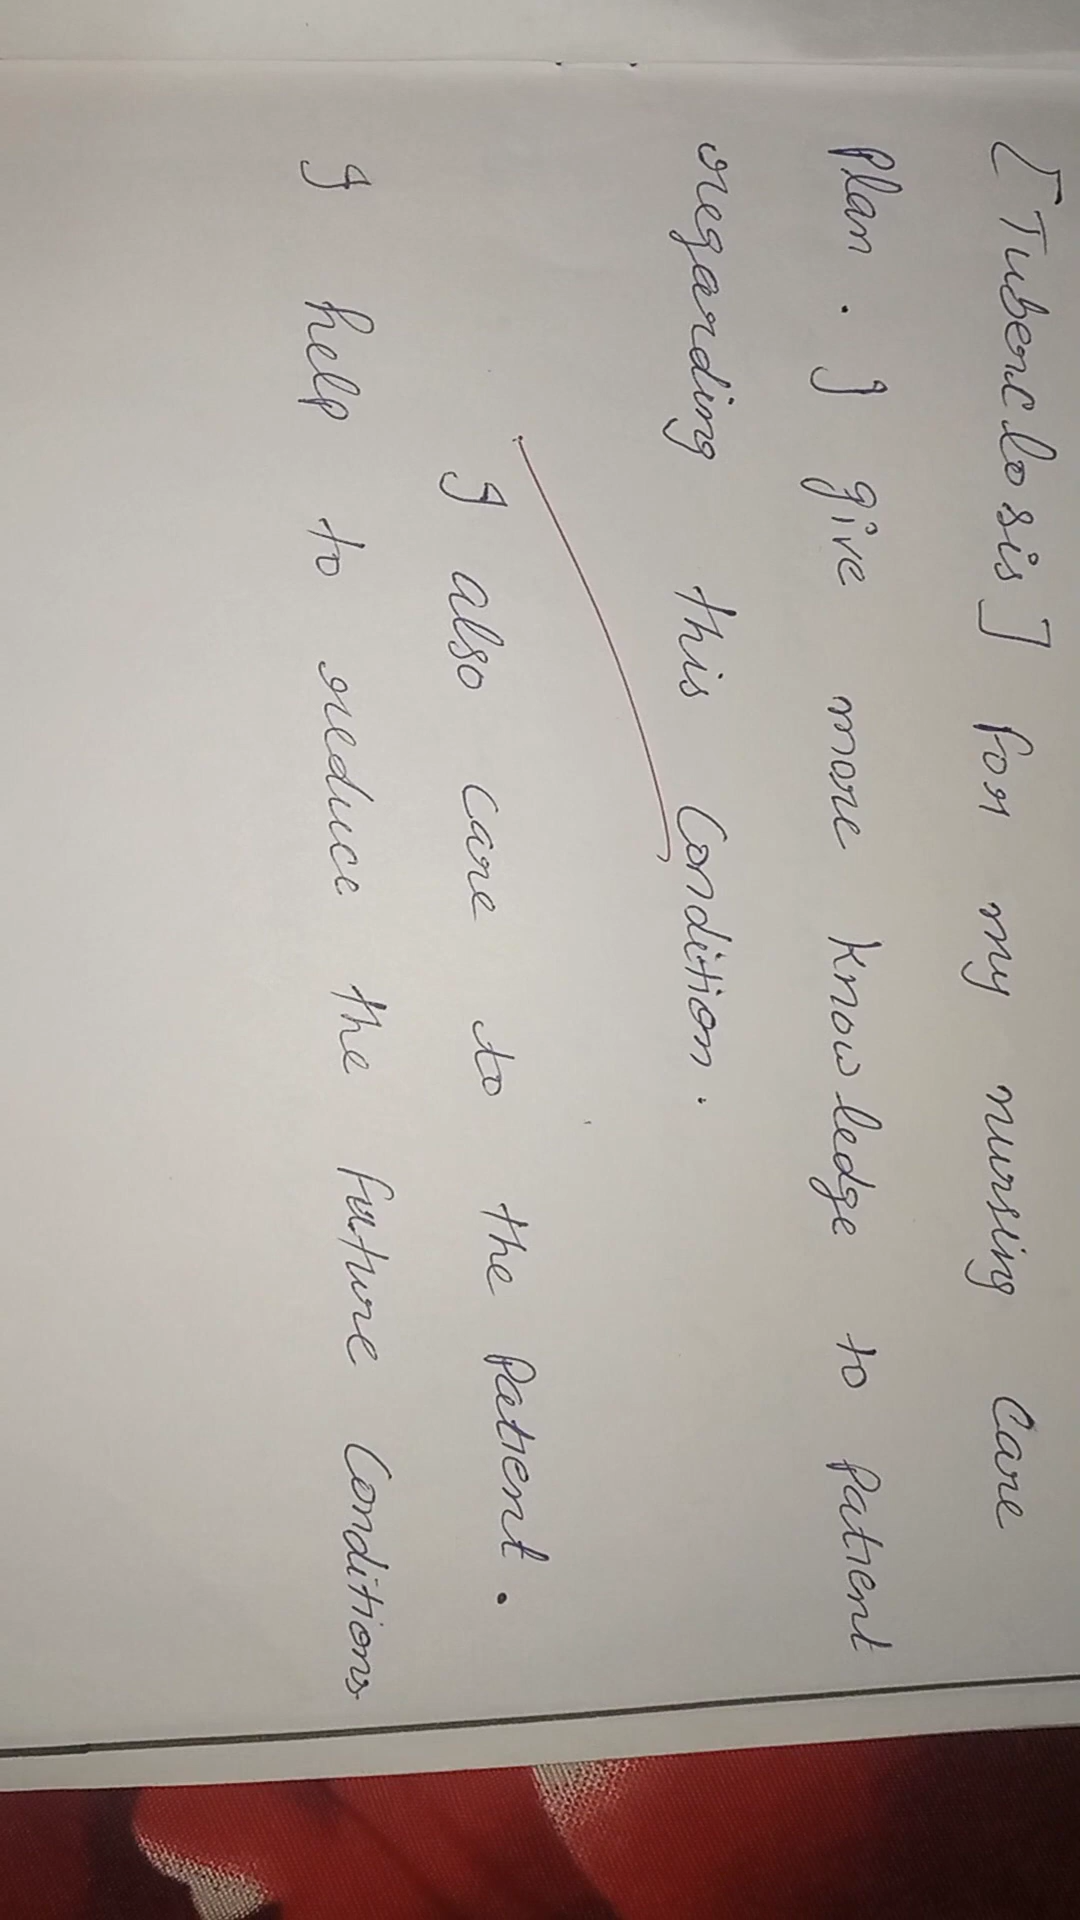 [Tuberclosis] for my nursing Care
Plan. I give more knowledge to Patient
regarding this Condition.
I also care to the Patient.
I help to reduce the future Conditions